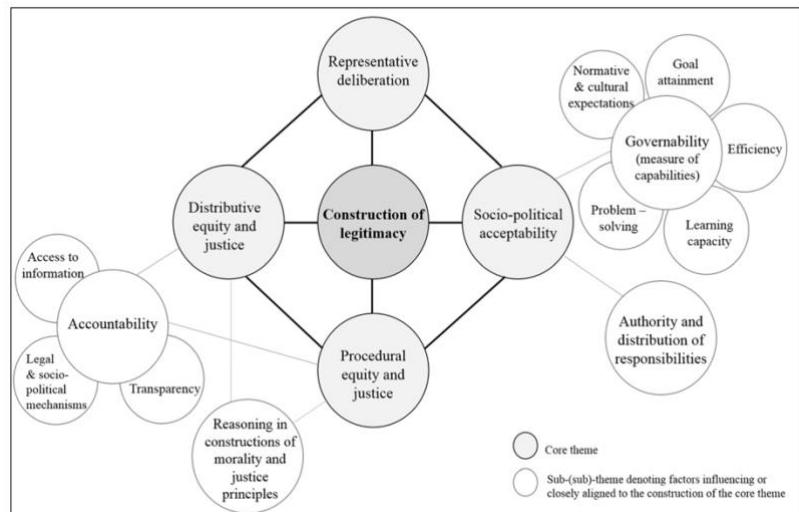 Representative
deliberation
Normative
& cultural
expectations
Goal
attainment
Governability
(measure of
capabilities)
Efficiency
Problem –
solving
Learning
capacity
Distributive
equity and
justice
Construction of
legitimacy
Socio-political
acceptability
Access to
information
Accountability
Legal
& socio-
political
mechanisms
Transparency
Procedural
equity and
justice
Authority and
distribution of
responsibilities
Reasoning in
constructions of
morality and
justice
principles
Core theme
Sub-(sub)-theme denoting factors influencing or
closely aligned to the construction of the core theme